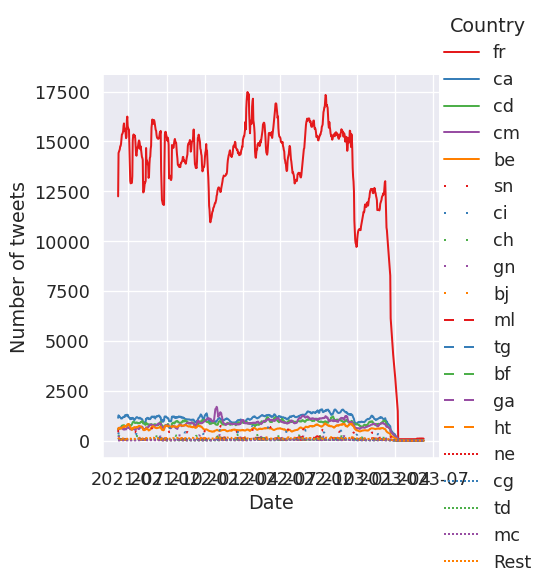 Country
fr
ca
cd
cm
be
sn
ci
ch
gn
bj
ml
tg
bf
ga
ht
ne
cg
td
mc
Rest
17500
15000
12500
10000
7500
5000
2500
0
Number of tweets
2021-07
2021-10
2022-01
2022-04
2022-07
2022-10
2023-01
2023-04
2023-07
Date